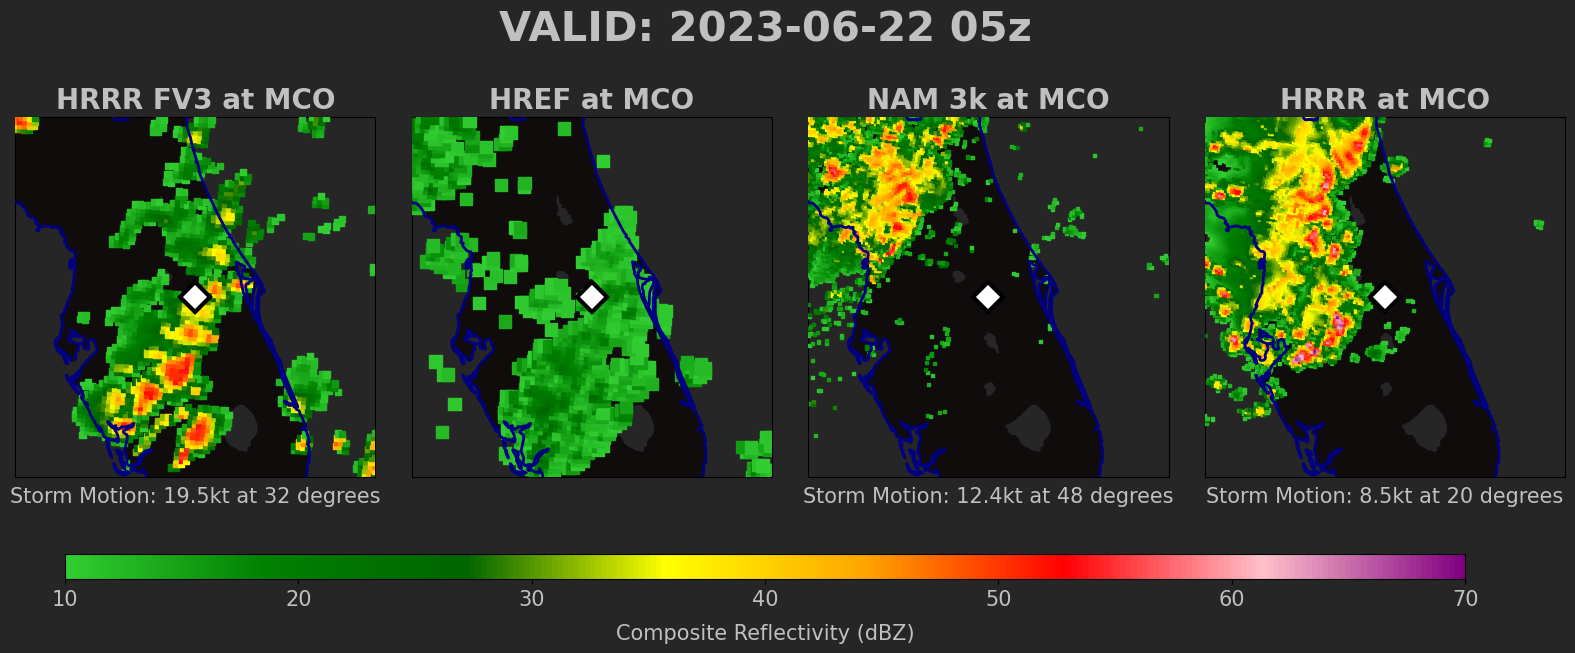 VALID: 2023-06-22 05z
HRRR FV3 at MCO
HREF at MCO
NAM 3k at MCO
HRRR at MCO
Storm Motion: 19.5kt at 32 degrees
Storm Motion: 12.4kt at 48 degrees
Storm Motion: 8.5kt at 20 degrees
10 20 30 40 50 60 70
Composite Reflectivity (dBZ)